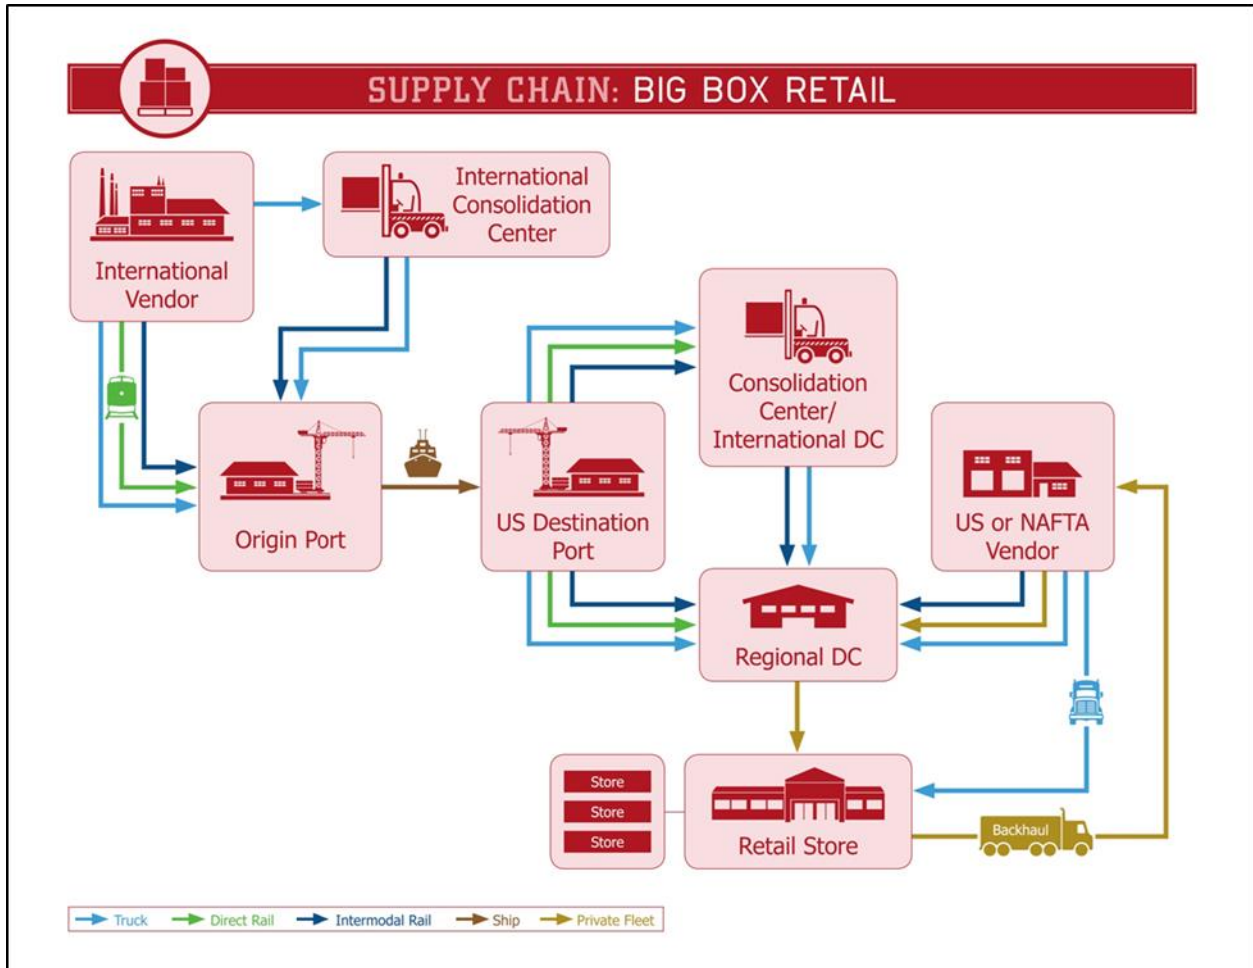 SUPPLY CHAIN: BIG BOX RETAIL
International
Vendor
International
Consolidation
Center
Consolidation
Center/
International DC
Origin Port
US Destination
Port
US or NAFTA
Vendor
Regional DC
Store
Store
Store
Retail Store
Backhaul
Truck
Direct Rail
Intermodal Rail
Ship
Private Fleet